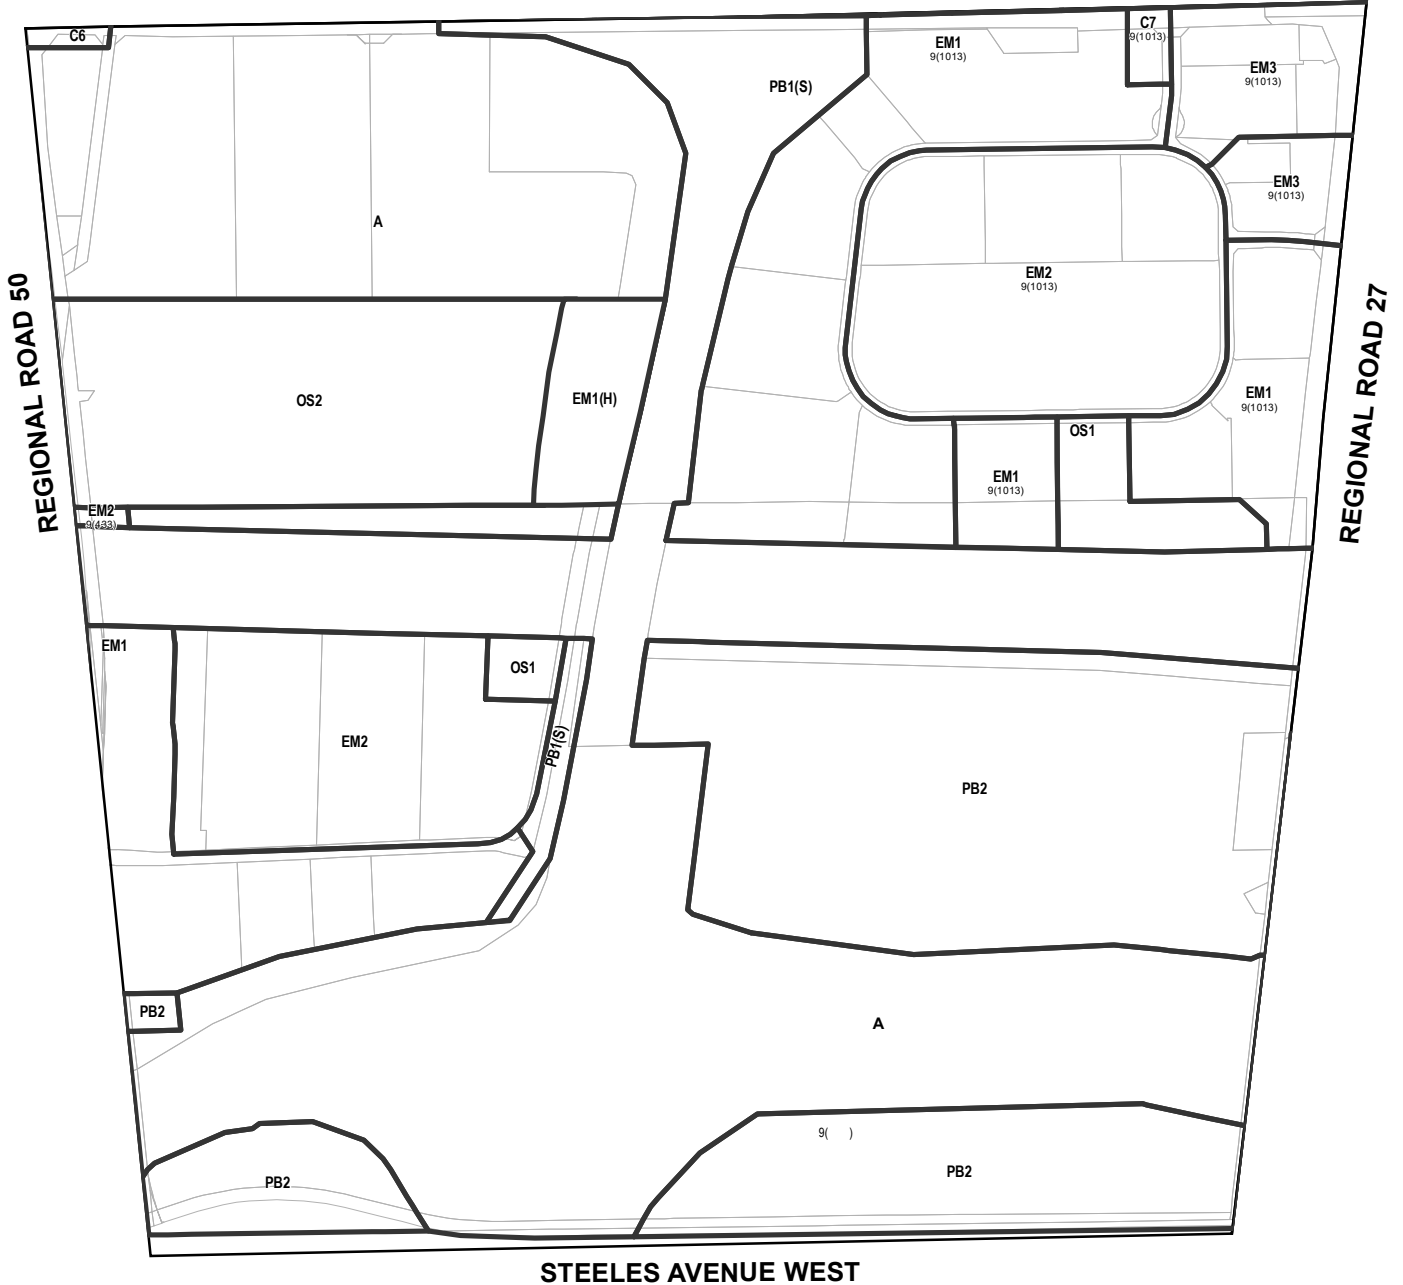 C6
C7
9(1013)
EM1
9(1013)
EM3
9(1013)
PB1(S)
EM3
9(1013)
A
EM2
9(1013)
REGIONAL ROAD 50
REGIONAL ROAD 27
OS2
EM1(H)
EM1
9(1013)
OS1
EM1
9(1013)
EM2
9(433)
EM1
OS1
EM2
PB1(S)
PB2
PB2
A
9( )
PB2
PB2
STEELES AVENUE WEST